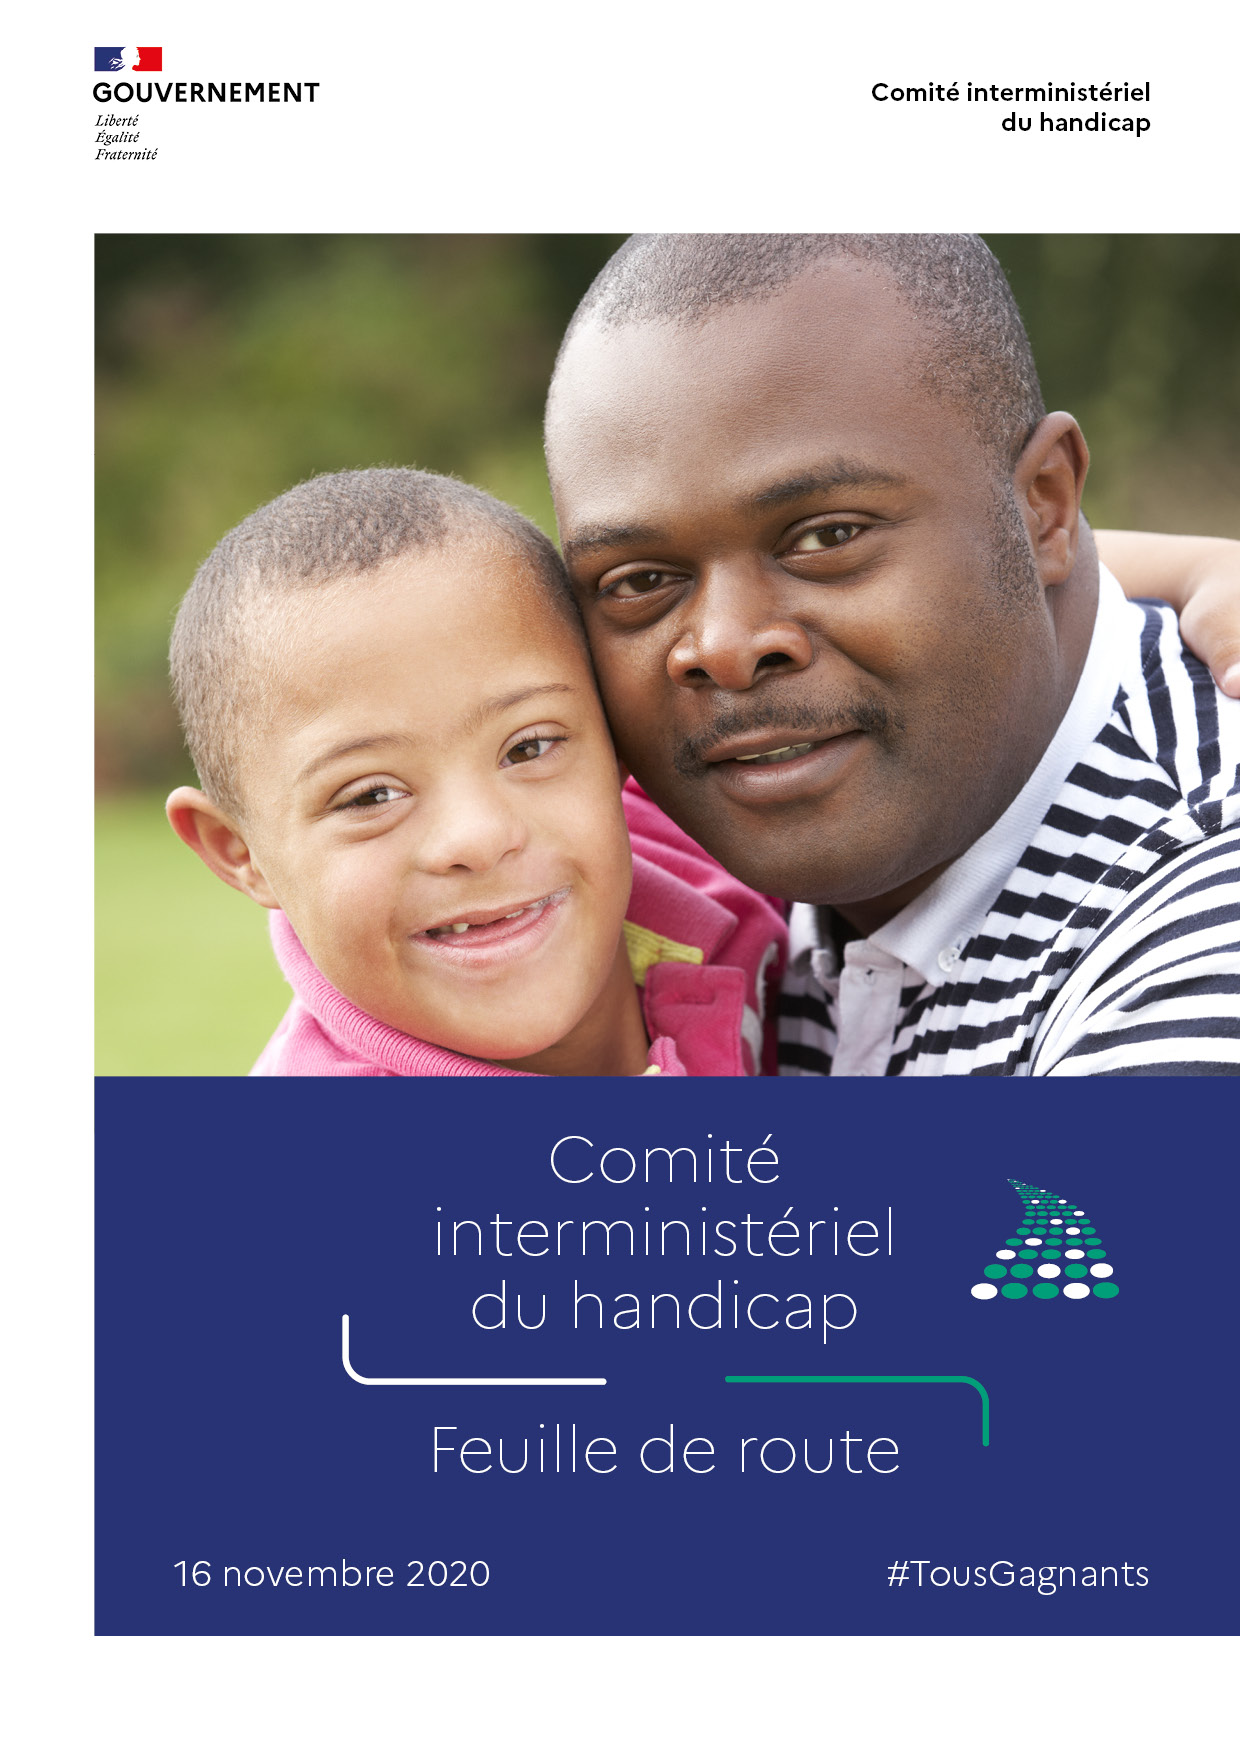 GOUVERNEMENT
Liberté
Égalité
Fraternité
Comité interministériel
du handicap
Comité
interministériel
du handicap
Feuille de route
16 novembre 2020
#TousGagnants